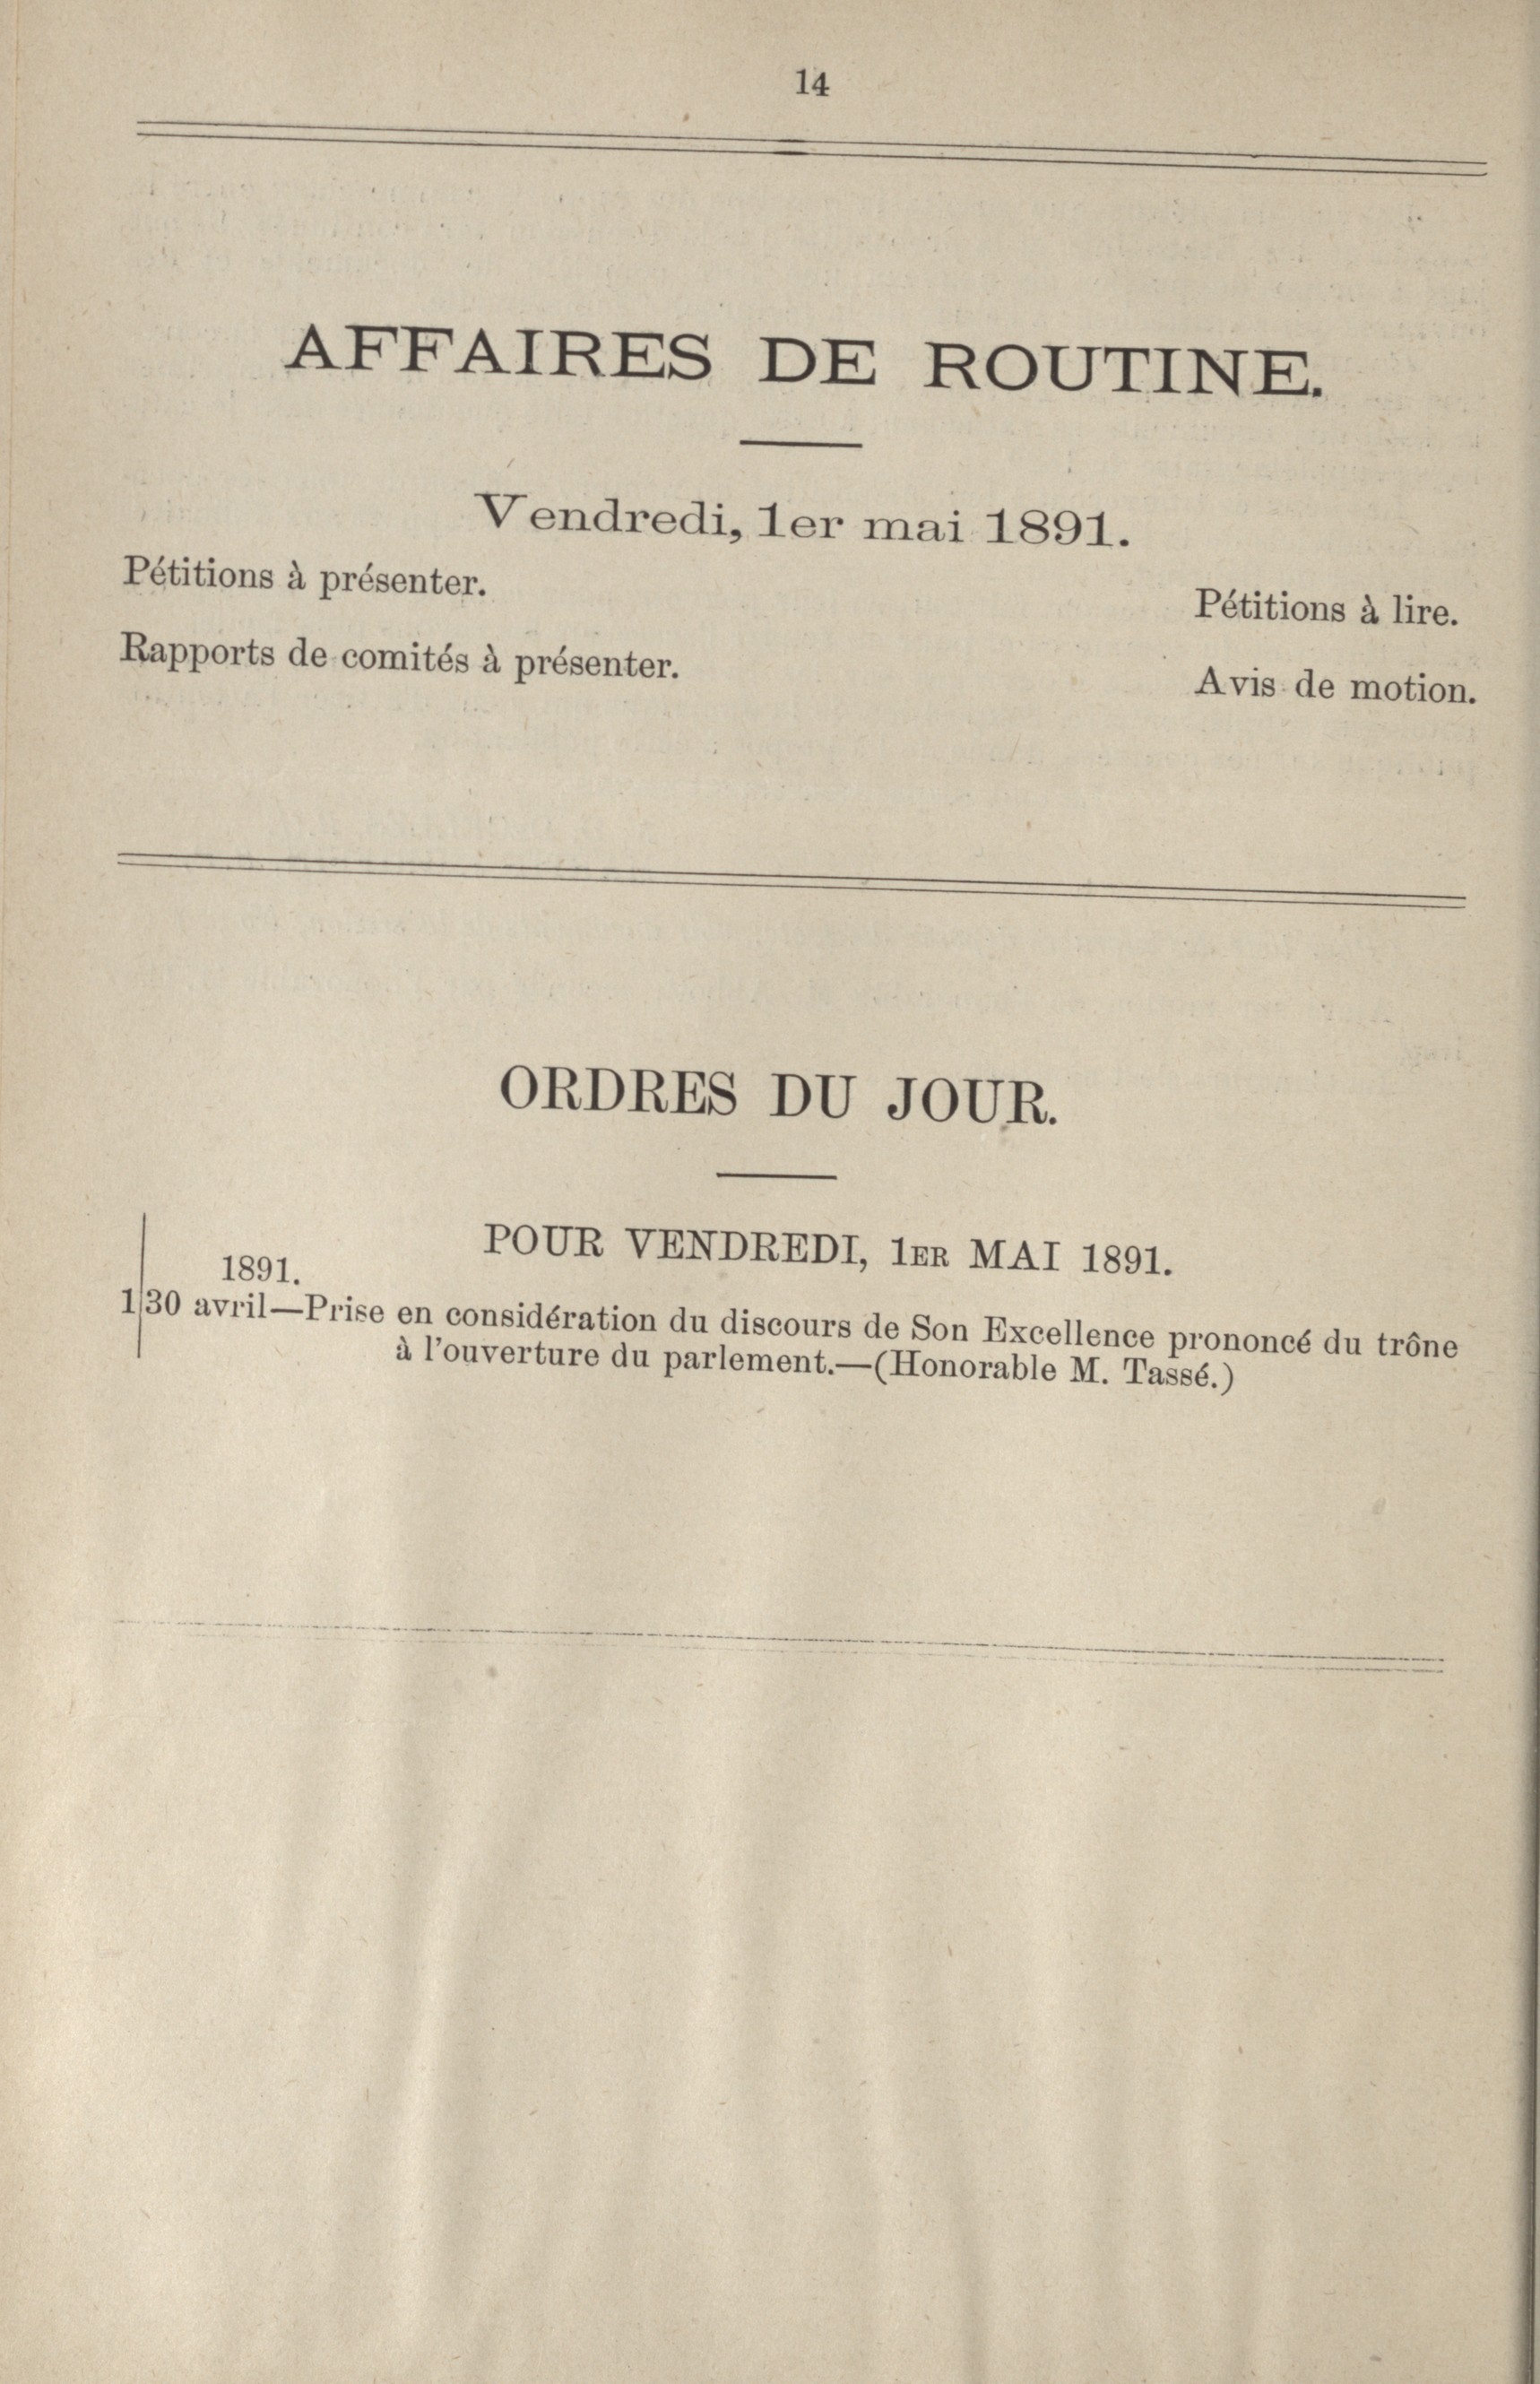 14
AFFAIRES DE ROUTINE.
Vendredi, 1er mai 1891.
Pétitions à présenter.
Pétitions à lire.
Rapports de comités à présenter.
Avis de motion.
ORDRES DU JOUR.
POUR VENDREDI, 1ER MAI 1891.
1891.
1|30 avril—Prise en considération du discours de Son Excellence prononcé du trône
à l'ouverture du parlement.—(Honorable M. Tassé.)